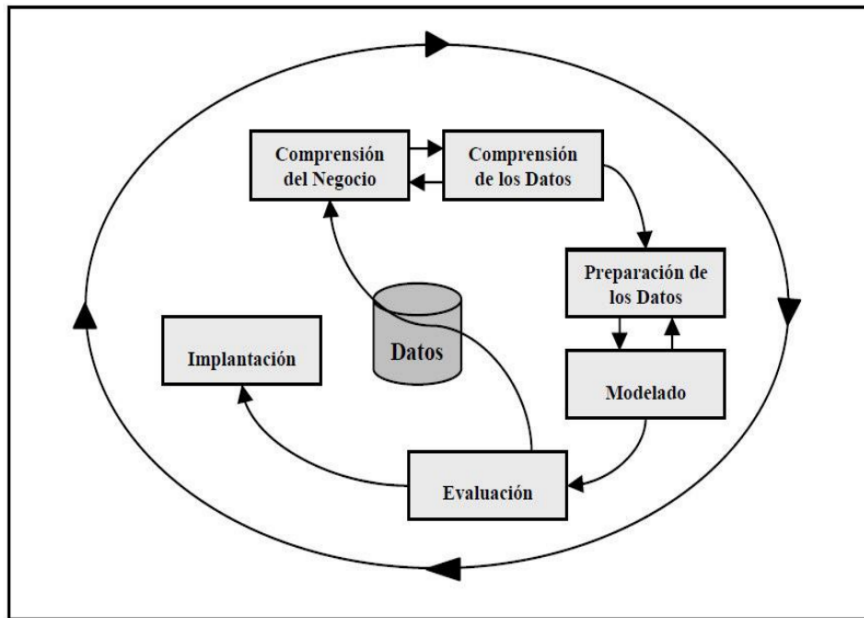 Comprensión
del Negocio
Comprensión
de los Datos
Preparación de
los Datos
Datos
Implantación
Modelado
Evaluación